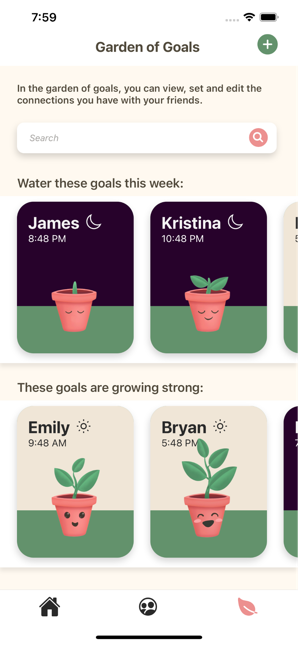 7:59
Garden of Goals
In the garden of goals, you can view, set and edit the
connections you have with your friends.
Search
Water these goals this week:
James
8:48 PM
Kristina
10:48 PM
These goals are growing strong:
Emily
9:48 AM
Bryan
5:48 PM